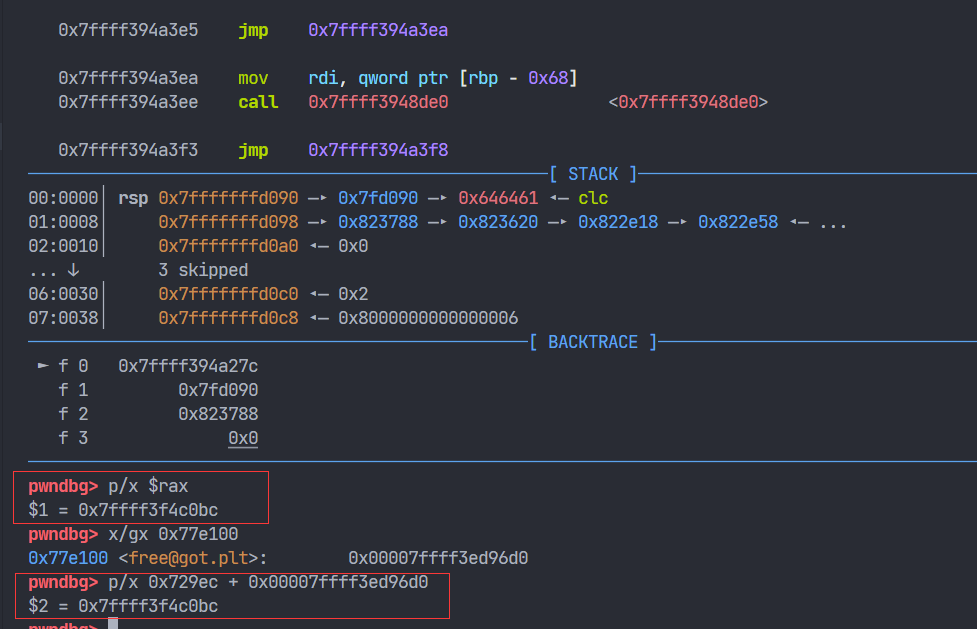 0x7ffff394a3e5 jmp 0x7ffff394a3ea
0x7ffff394a3ea mov rdi, qword ptr [rbp - 0x68]
0x7ffff394a3ee call 0x7ffff3948de0 <0x7ffff3948de0>
0x7ffff394a3f3 jmp 0x7ffff394a3f8
[ STACK ]
00:0000│ rsp 0x7fffffffd090 —▸ 0x7fd090 —▸ 0x646461 ◂— clc
01:0008│ 0x7fffffffd098 —▸ 0x823788 —▸ 0x823620 —▸ 0x822e18 —▸ 0x822e58 ◂— ...
02:0010│ 0x7fffffffd0a0 ◂— 0x0
... ↓ 3 skipped
06:0030│ 0x7fffffffd0c0 ◂— 0x2
07:0038│ 0x7fffffffd0c8 ◂— 0x8000000000000006
[ BACKTRACE ]
► f 0 0x7ffff394a27c
f 1 0x7fd090
f 2 0x823788
f 3 0x0
pwndbg> p/x $rax
$1 = 0x7ffff3f4c0bc
pwndbg> x/gx 0x77e100
0x77e100 <free@got.plt>: 0x00007ffff3ed96d0
pwndbg> p/x 0x729ec + 0x00007ffff3ed96d0
$2 = 0x7ffff3f4c0bc
pwndbg>